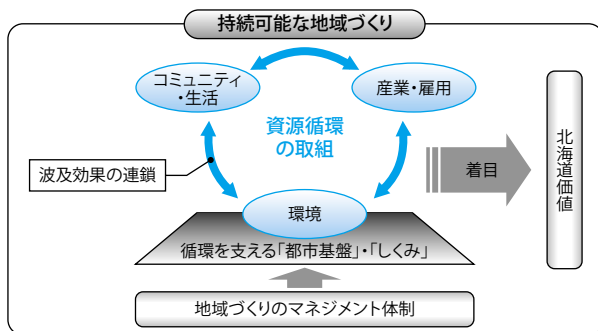 持続可能な地域づくり
コミュニティ
・生活
産業・雇用
資源循環
の取組
波及効果の連鎖
着目
北海道価値
環境
循環を支える「都市基盤」・「しくみ」
地域づくりのマネジメント体制